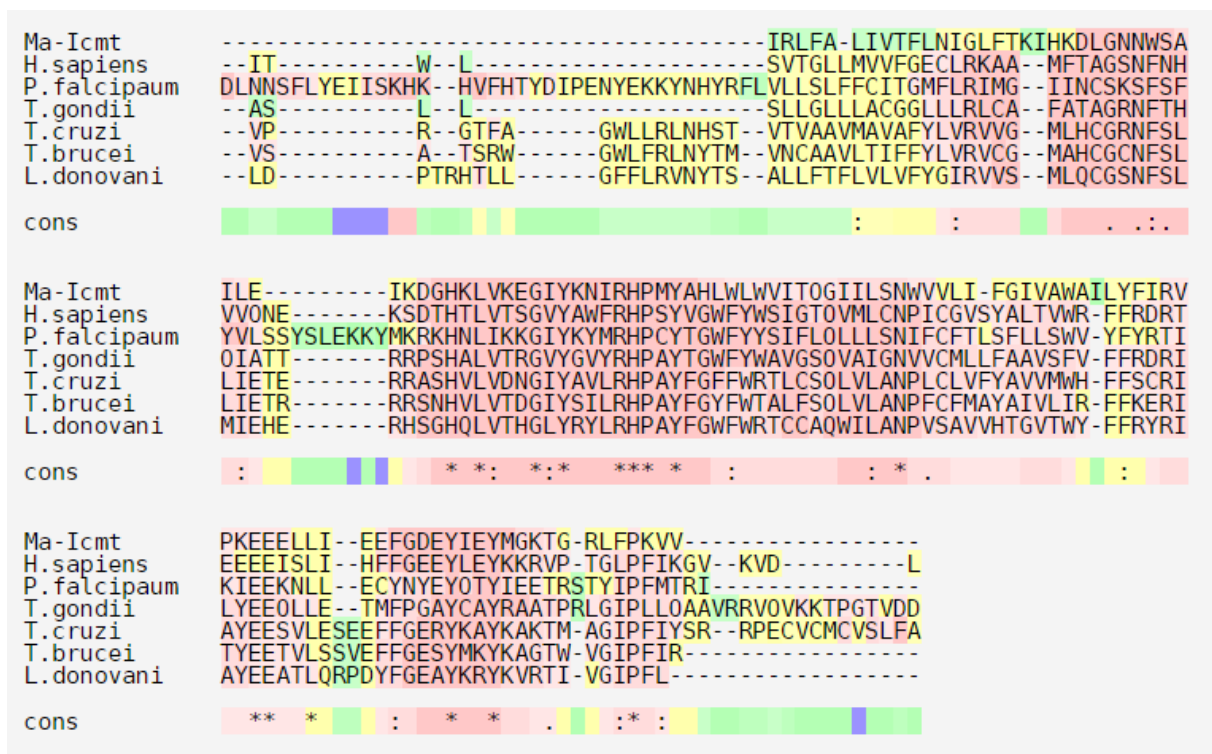 Ma-Icmt ---------------------------------------IRLFA-LIVTFLNIGLFTKIHKDLGNNWSA
H.sapiens --IT----------W--L---------------------SVTGLLMVVFGECLRKAA--MFTAGSNFNH
P.falcipaum DLNNSFLYEIISKHK--HVFHTYDIPENYEKKYNHYRFLVLLSLFFCITGMFLRIMG--IINCSKSFSF
T.gondii --AS----------L--L---------------------SLLGLLLACGGLLLRLCA--FATAGRNFTH
T.cruzi --VP----------R--GTFA------GWLLRLNHST--VTVAAVMAVAFYLVRVVG--MLHCGRNFSL
T.brucei --VS----------A--TSRW------GWLFRLNYTM--VNCAAVLTIFFYLVRVCG--MAHCGCNFSL
L.donovani --LD----------PTRHTLL------GFFLRVNYTS--ALLFTFLVLVFYGIRVVS--MLQCGSNFSL
cons : : . .:.
Ma-Icmt ILE---------IKDGHKLVKEGIYKNIRHPMYAHLWLWVITOGIILSNWVVLI-FGIVAWAILYFIRV
H.sapiens VVONE-------KSDTHTLVTSGVYAWFRHPSYVGWFYWSIGTOVMLCNPICGVSYALTVWR-FFRDRT
P.falcipaum YVLSSYSLEKKYMKRKHNLIKKGIYKYMRHPCYTGWFYYSIFLOLLLSNIFCFTLSFLLSWV-YFYRTI
T.gondii OIATT-------RRPSHALVTRGVYGVYRHPAYTGWFYWAVGSOVAIGNVVCMLLFAAVSFV-FFRDRI
T.cruzi LIETE-------RRASHVLVDNGIYAVLRHPAYFGFFWRTLCSOLVLANPLCLVFYAVVMWH-FFSCRI
T.brucei LIETR-------RRSNHVLVTDGIYSILRHPAYFGYFWTALFSOLVLANPFCFMAYAIVLIR-FFKERI
L.donovani MIEHE-------RHSGHQLVTHGLYRYLRHPAYFGWFWRTCCAQWILANPVSAVVHTGVTWY-FFRYRI
cons : * *: *:* *** * : : * . :
Ma-Icmt PKEEELLI--EEFGDEYIEYMGKTG-RLFPKVV-----------------
H.sapiens EEEEISLI--HFFGEEYLEYKKRVP-TGLPFIKGV--KVD---------L
P.falcipaum KIEEKNLL--ECYNYEYOTYIEETRSTYIPFMTRI---------------
T.gondii LYEEOLLE--TMFPGAYCAYRAATPRLGIPLLOAAVRRVOVKKTPGTVDD
T.cruzi AYEESVLESEEFFGERYKAYKAKTM-AGIPFIYSR--RPECVCMCVSLFA
T.brucei TYEETVLSSVEFFGESYMKYKAGTW-VGIPFIR-----------------
L.donovani AYEEATLQRPDYFGEAYKRYKVRTI-VGIPFL------------------
cons ** * : * * . :* :